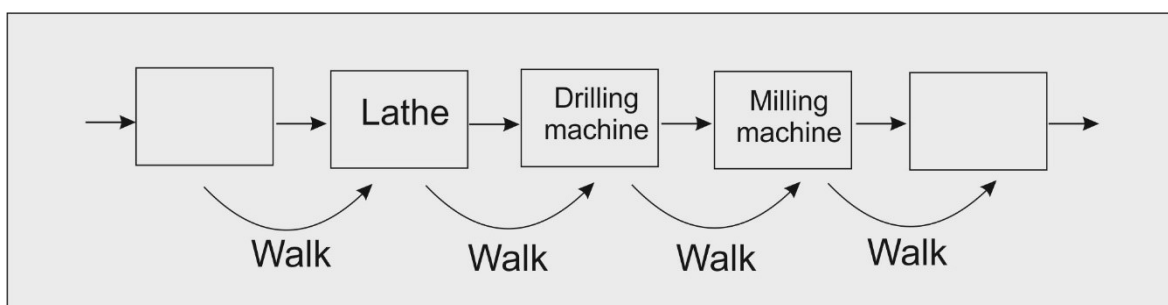 Lathe
Drilling
machine
Milling
machine
Walk
Walk
Walk
Walk